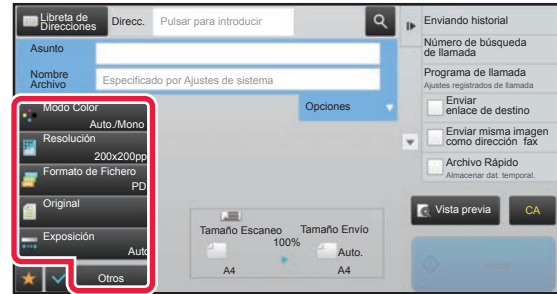 Libreta de
Direcciones
Direcc.
Pulsar para introducir
Asunto
Nombre
Archivo
Especificado por Ajustes de sistema
Opciones
Modo Color
Auto./Mono
Resolución
200x200pp
Formato de Fichero
PD
Original
Exposición
Auto
Otros
Tamaño Escaneo
100%
Tamaño Envío
Auto.
A4
A4
Enviando historial
Número de búsqueda
de llamada
Programa de llamada
Ajustes registrados de llamada
Enviar
enlace de destino
Enviar misma imagen
como dirección fax
Archivo Rápido
Almacenar dat. temporal.
Vista previa
CA